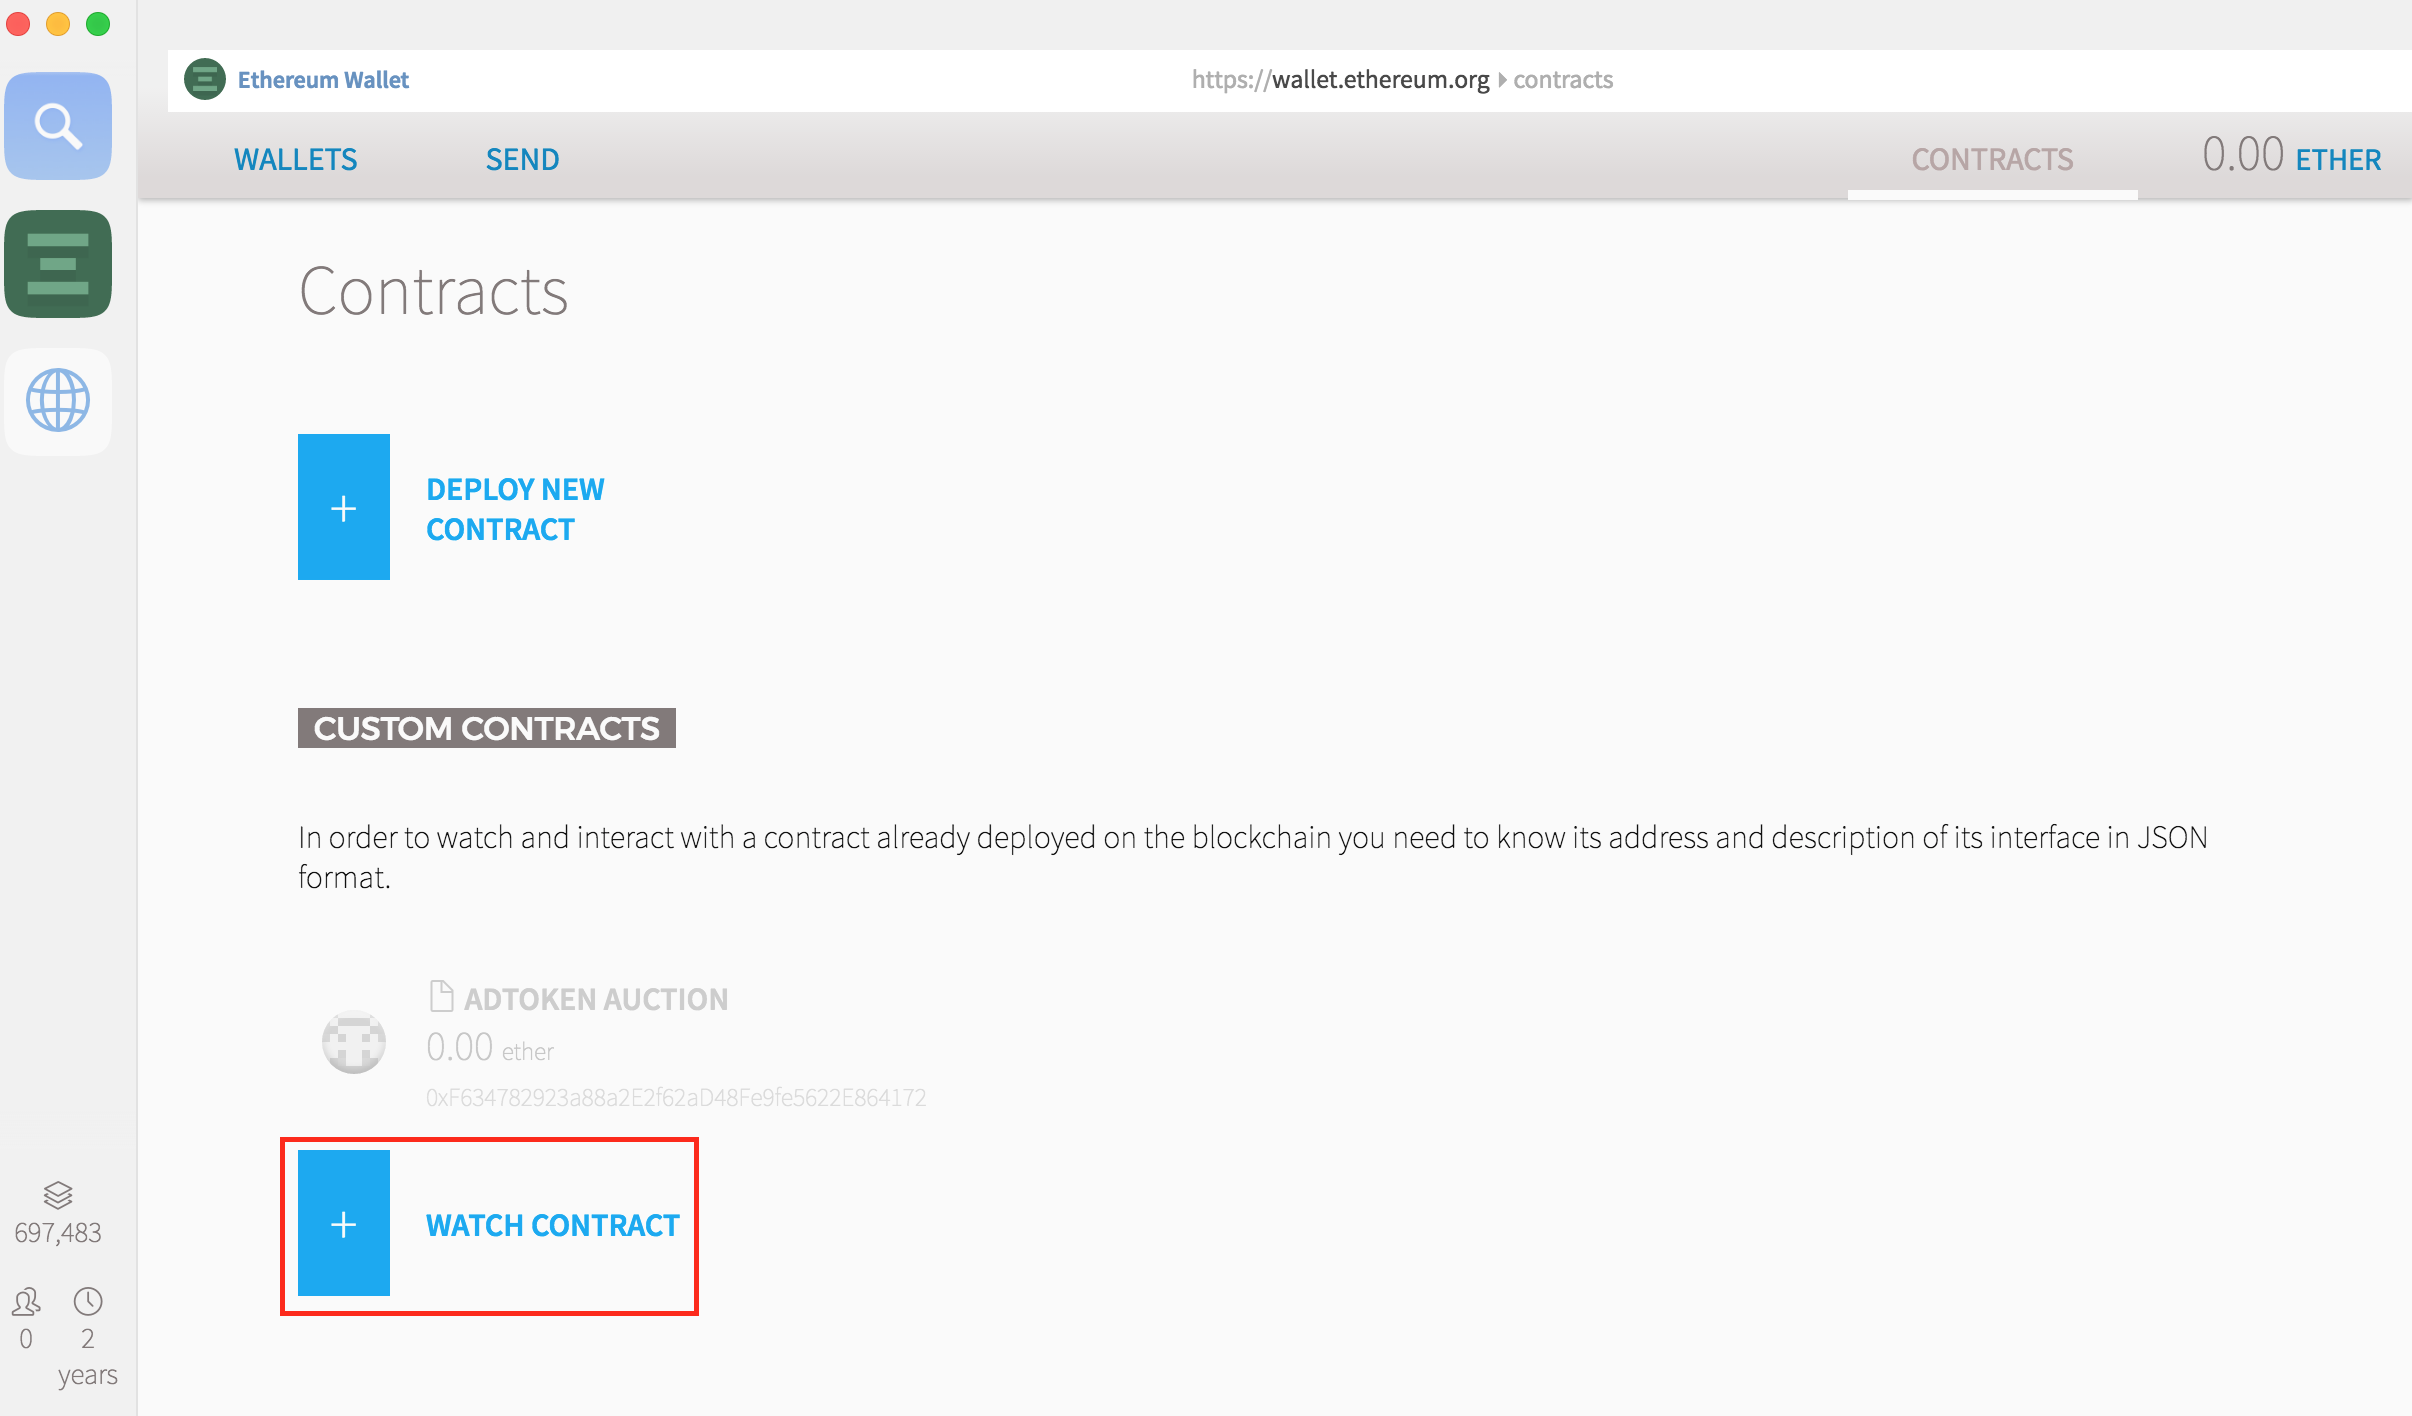 Ethereum Wallet
https://wallet.ethereum.org contracts
WALLETS
SEND
CONTRACTS
0.00 ETHER
Contracts
DEPLOY NEW
CONTRACT
CUSTOM CONTRACTS
In order to watch and interact with a contract already deployed on the blockchain you need to know its address and description of its interface in JSON
format.
ADTOKEN AUCTION
0.00 ether
0xF634782923a88a2E2f62aD48Fe9fe5622E864172
WATCH CONTRACT
697,483
0
2
years